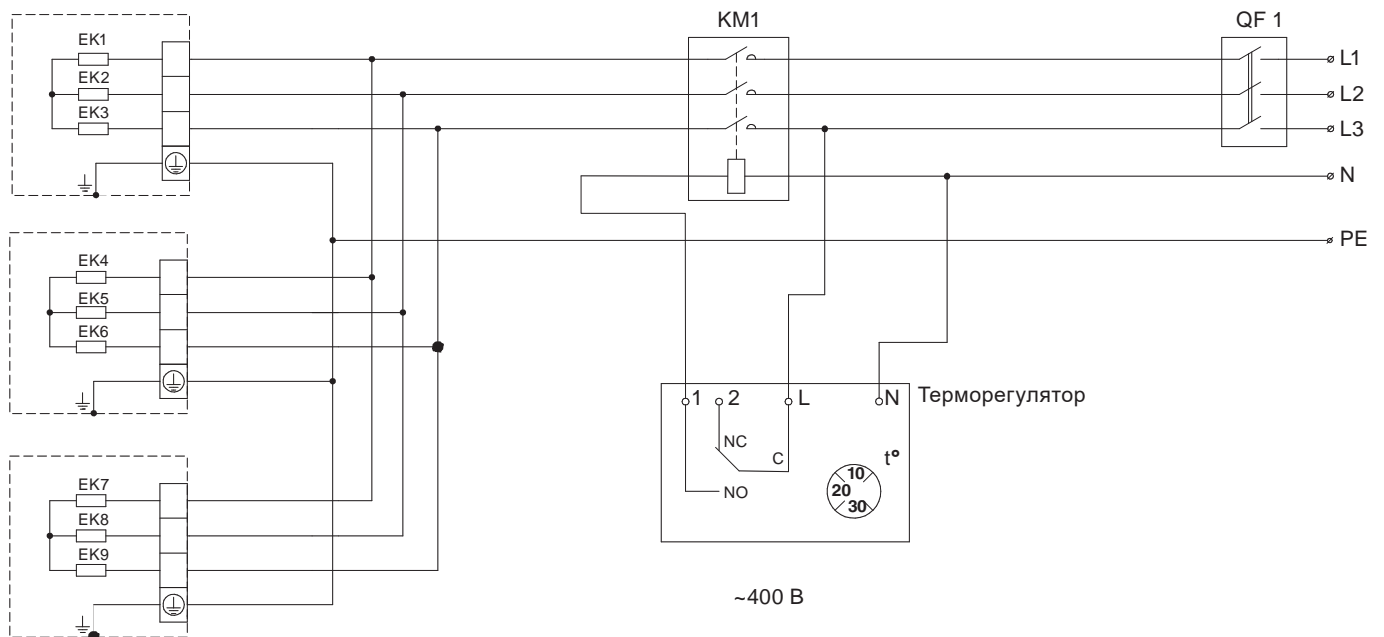 KM1
QF 1
EK1
EK2
EK3
L1
L2
L3
N
PE
EK4
EK5
EK6
1
2
L
N
Терморегулятор
NC
C
NO
t°
10
20
30
EK7
EK8
EK9
~400 В